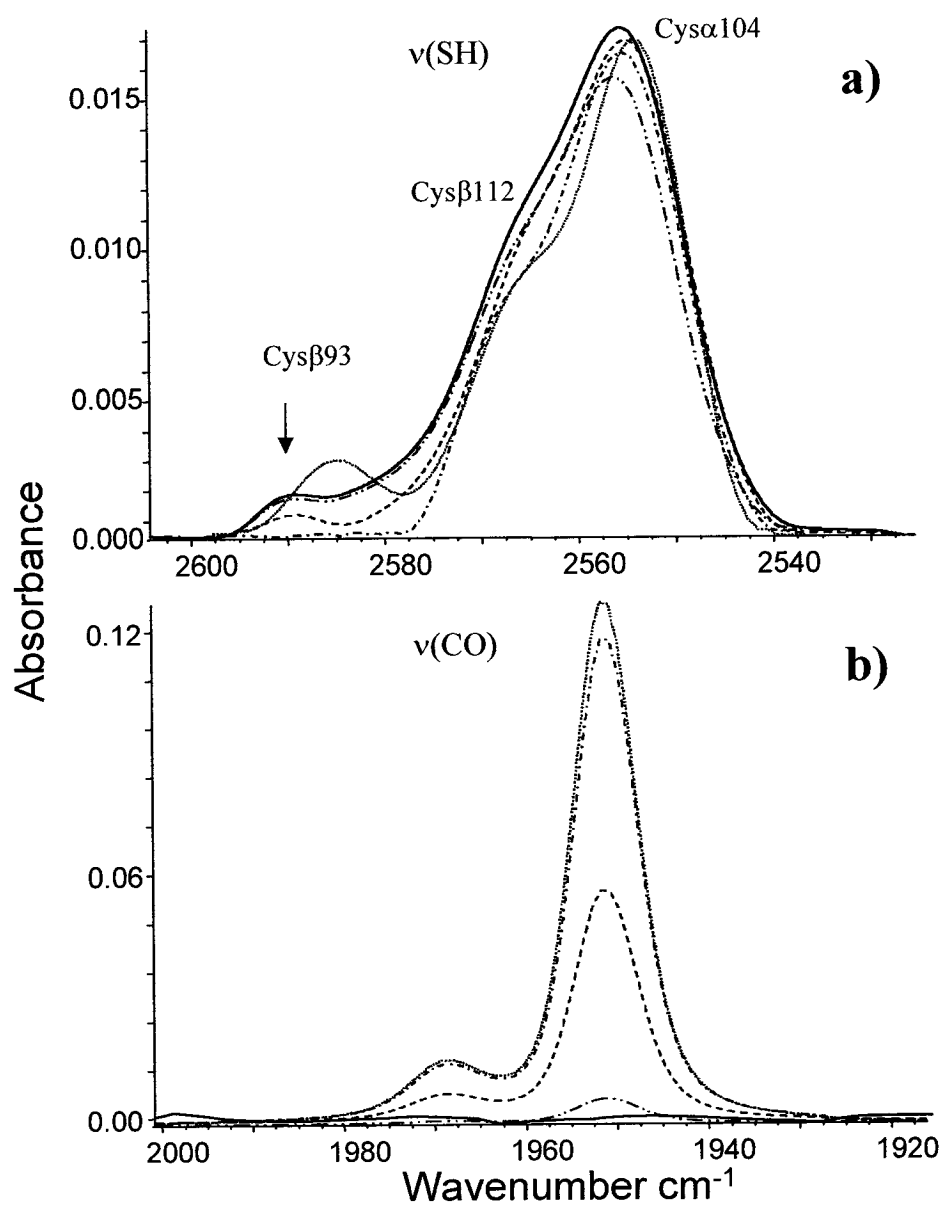 Cysα104
ν(SH)
a)
0.015
Cysβ112
0.010
Cysβ93
0.005
0.000
2600 2580 2560 2540
Absorbance
ν(CO)
b)
0.12
0.06
0.00
2000 1980 1960 1940 1920
Wavenumber cm-1